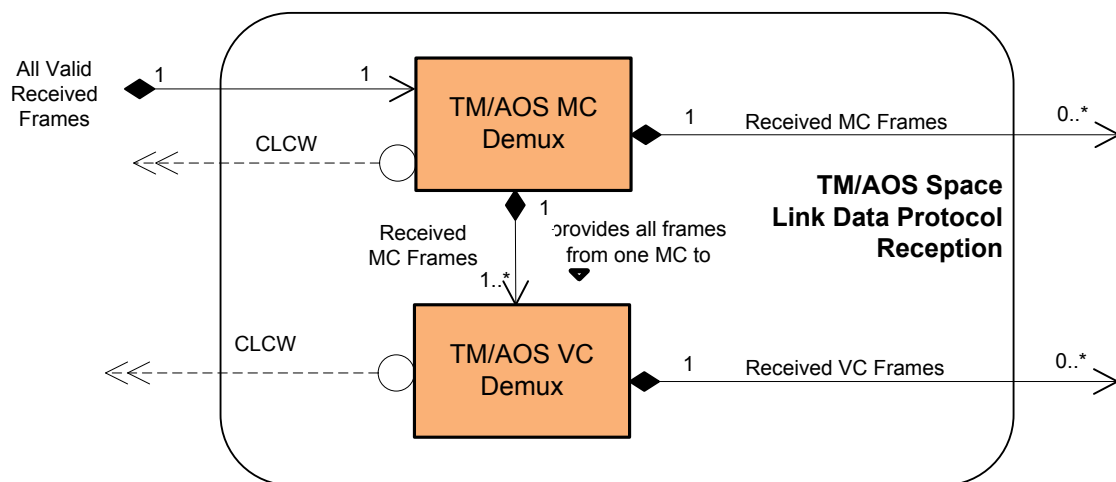 All Valid
Received
Frames
1
1
TM/AOS MC
Demux
1
Received MC Frames
0..*
CLCW
TM/AOS Space
Link Data Protocol
Reception
1
Received
MC Frames
provides all frames
from one MC to
1..*
CLCW
TM/AOS VC
Demux
1
Received VC Frames
0..*